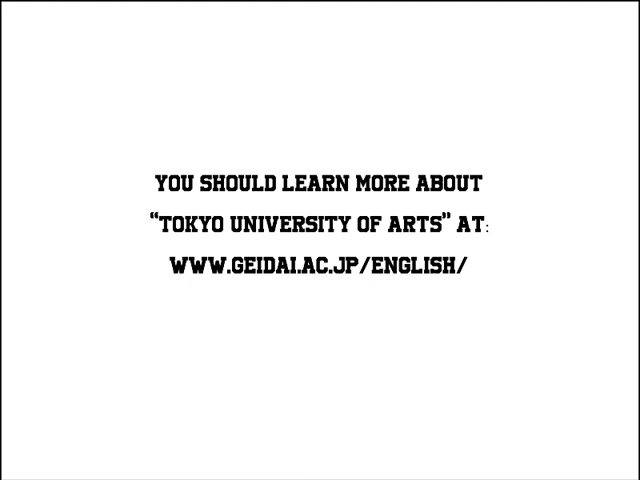 YOU SHOULD LEARN MORE ABOUT
“TOKYO UNIVERSITY OF ARTS” AT:
WWW.GEIDAI.AC.JP/ENGLISH/